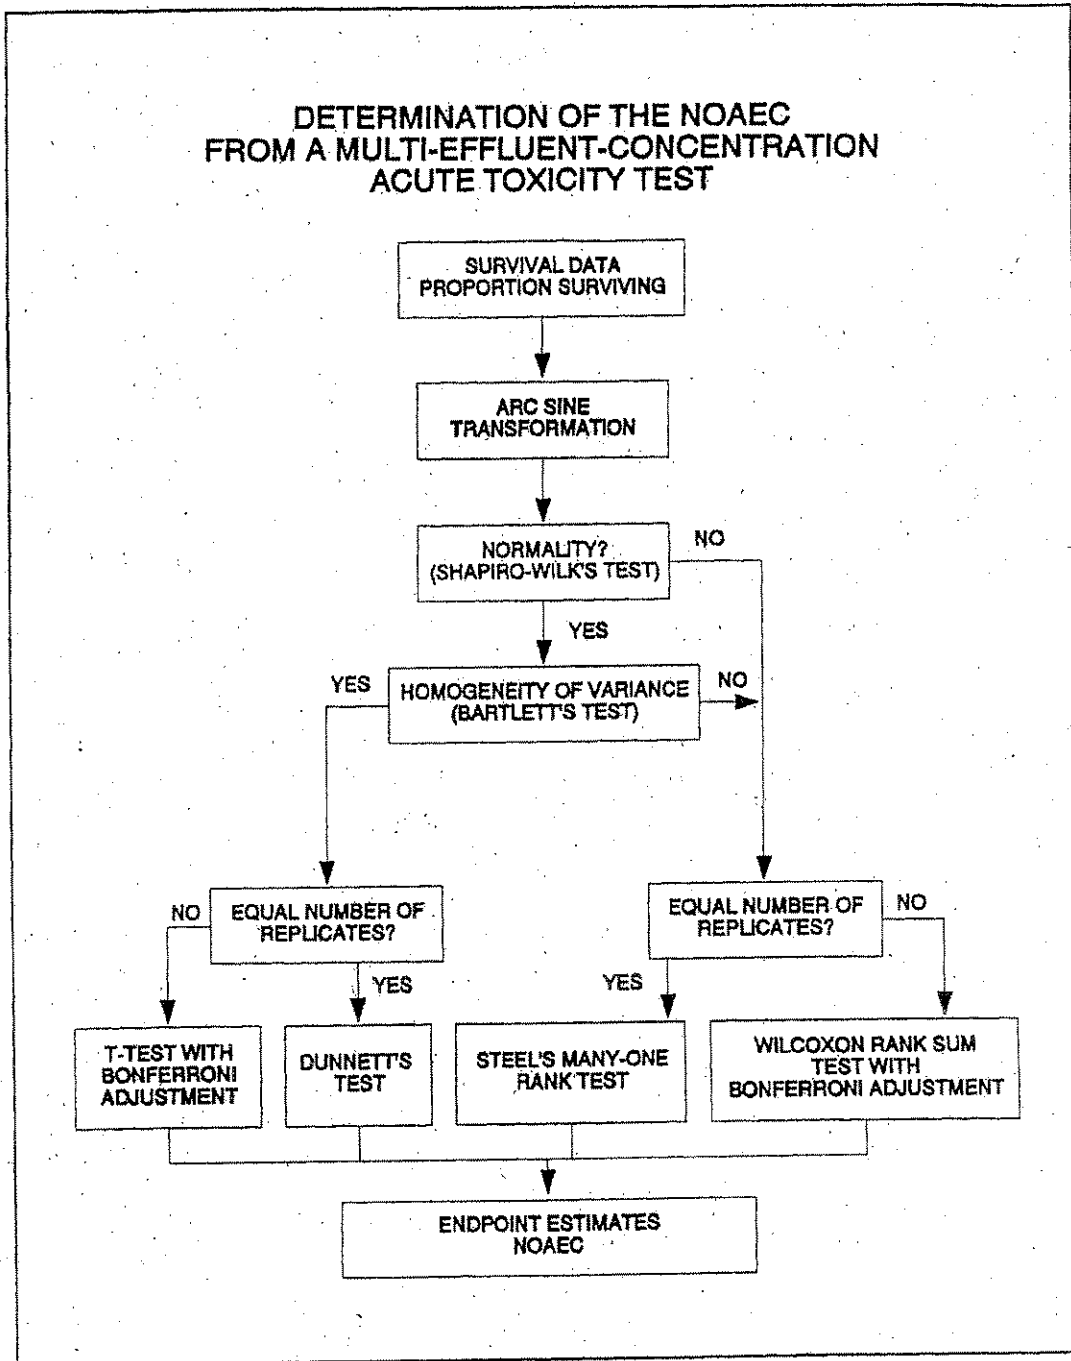 DETERMINATION OF THE NOAEC
FROM A MULTI-EFFLUENT-CONCENTRATION
ACUTE TOXICITY TEST
SURVIVAL DATA
PROPORTION SURVIVING
ARC SINE
TRANSFORMATION
NORMALITY?
(SHAPIRO-WILK'S TEST)
NO
YES
YES
HOMOGENEITY OF VARIANCE
(BARTLETT'S TEST)
NO
NO
EQUAL NUMBER OF
REPLICATES?
YES
EQUAL NUMBER OF
REPLICATES?
NO
YES
T-TEST WITH
BONFERRONI
ADJUSTMENT
DUNNETT'S
TEST
STEEL'S MANY-ONE
RANK TEST
WILCOXON RANK SUM
TEST WITH
BONFERRONI ADJUSTMENT
ENDPOINT ESTIMATES
NOAEC